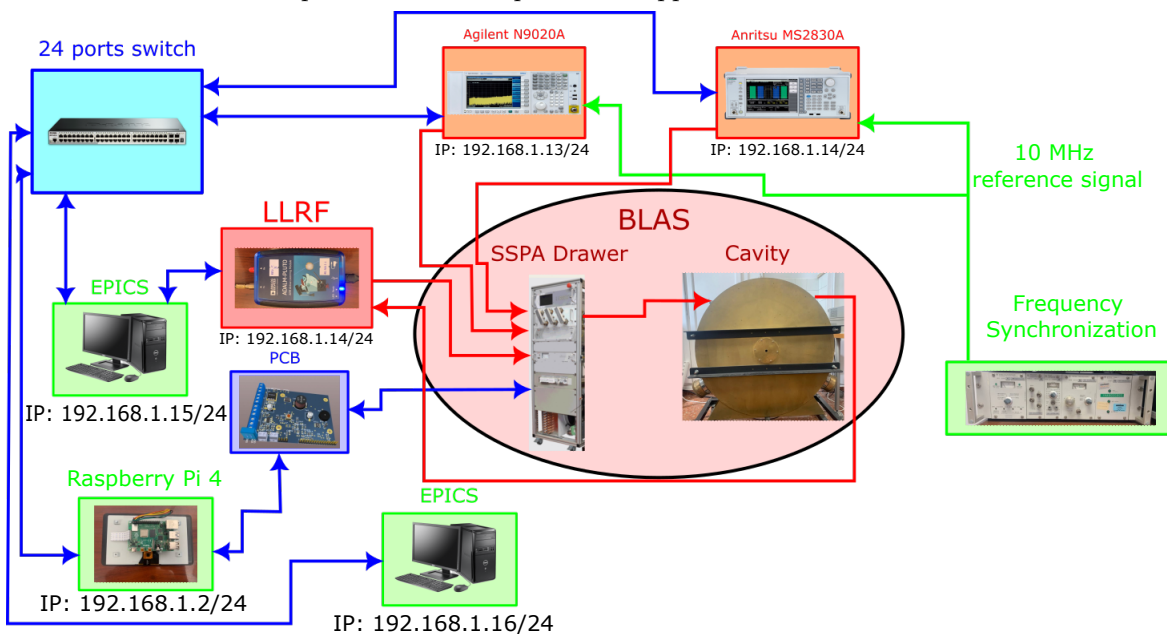 24 ports switch
Agilent N9020A
Anritsu MS2830A
IP: 192.168.1.13/24
IP: 192.168.1.14/24
10 MHz
reference signal
LLRF
BLAS
SSPA Drawer
Cavity
EPICS
ADALM-PLUTO
IP: 192.168.1.14/24
Frequency
Synchronization
PCB
IP: 192.168.1.15/24
Raspberry Pi 4
EPICS
IP: 192.168.1.2/24
IP: 192.168.1.16/24